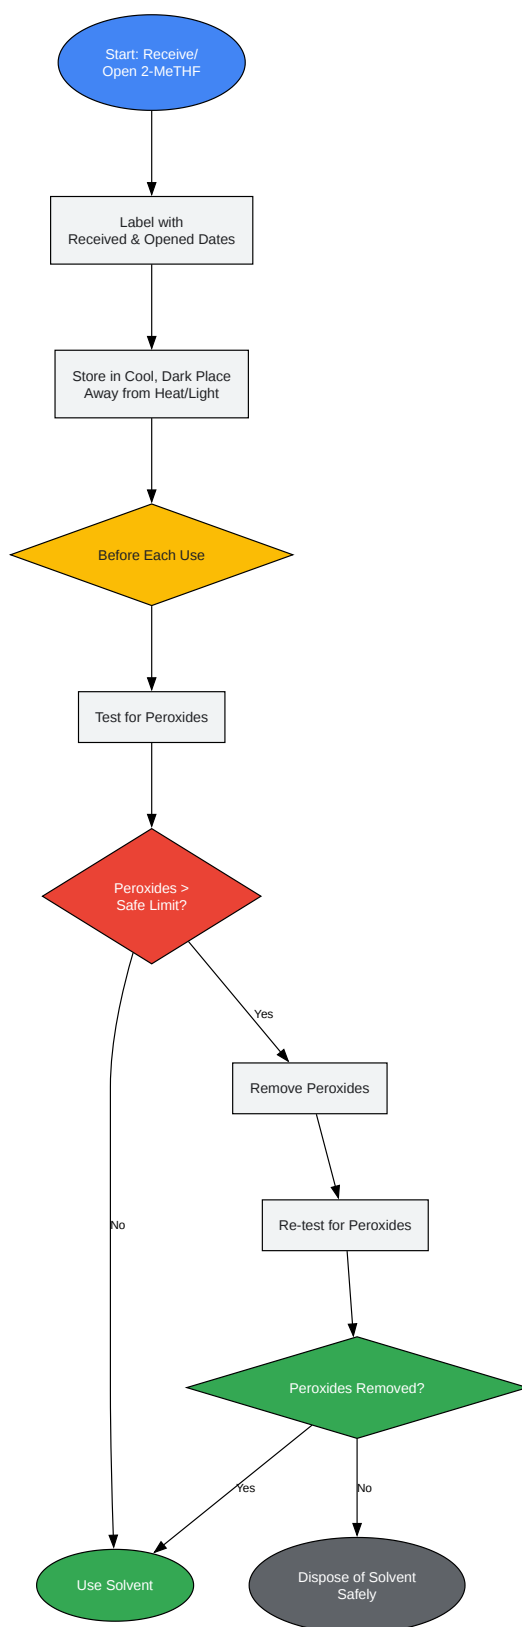 Start: Receive/
Open 2-MeTHF
Label with
Received & Opened Dates
Store in Cool, Dark Place
Away from Heat/Light
Before Each Use
Test for Peroxides
Peroxides >
Safe Limit?
Yes
Remove Peroxides
No
Re-test for Peroxides
Peroxides Removed?
Yes
No
Use Solvent
Dispose of Solvent
Safely